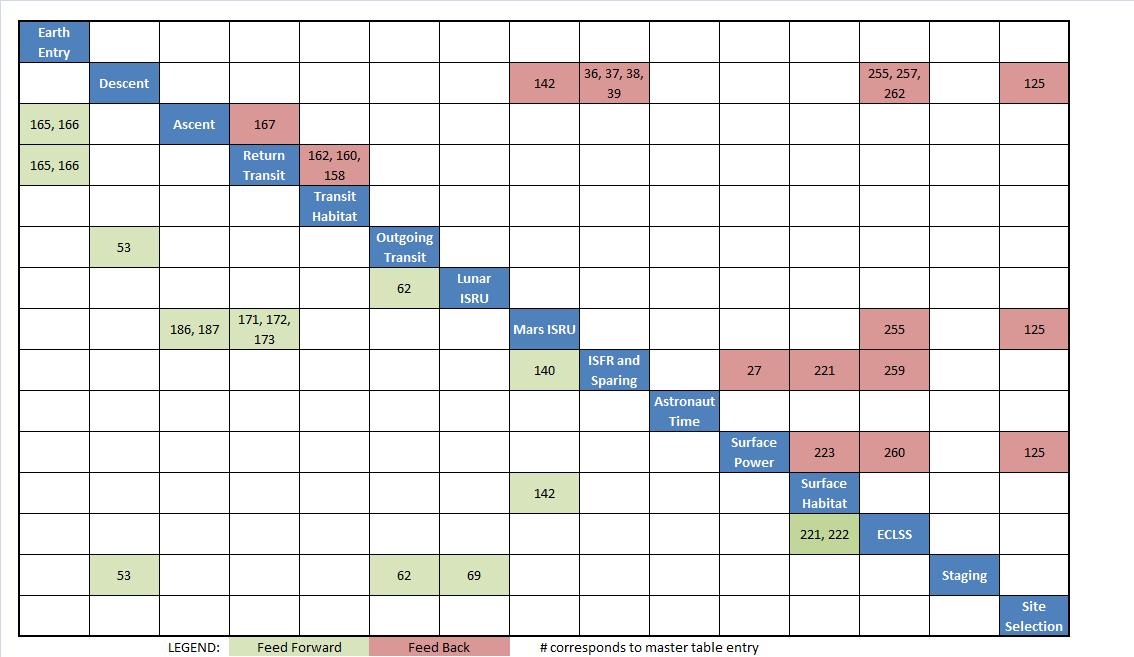 Earth
Entry
Descent
142
36, 37, 38,
39
255, 257,
262
125
165, 166
Ascent
167
165, 166
Return
Transit
162, 160,
158
Transit
Habitat
53
Outgoing
Transit
62
Lunar
ISRU
186, 187
171, 172,
173
Mars ISRU
255
125
140
ISFR and
Sparing
27
221
259
Astronaut
Time
Surface
Power
223
260
125
142
Surface
Habitat
221, 222
ECLSS
53
62
69
Staging
Site
Selection
LEGEND:
Feed Forward
Feed Back
# corresponds to master table entry